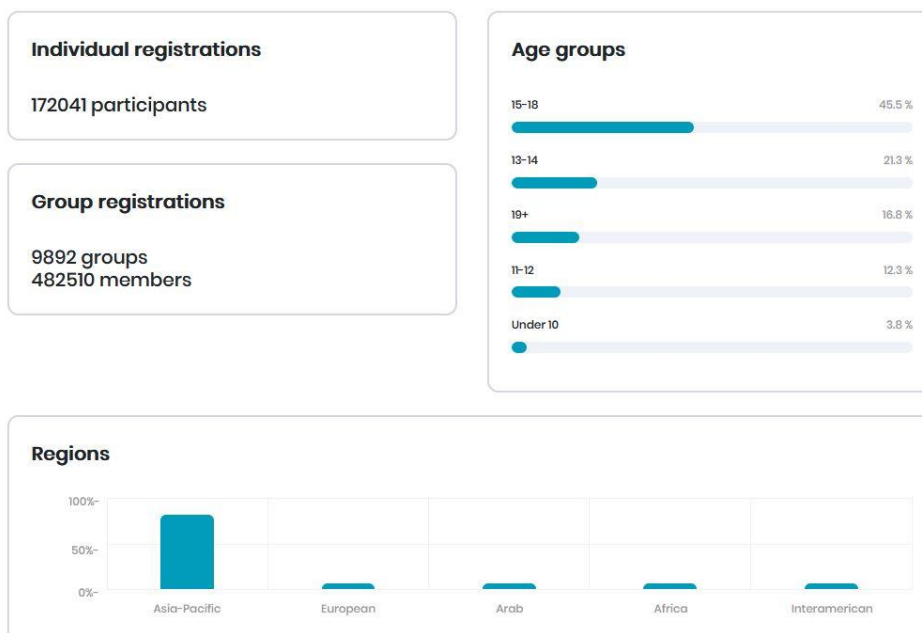 Individual registrations
172041 participants
Group registrations
9892 groups
482510 members
Age groups
15-18 45.5 %
13-14 21.3 %
19+ 16.8 %
11-12 12.3 %
Under 10 3.8 %
Regions
100%-
50%-
0%-
Asia-Pacific European Arab Africa Interamerican